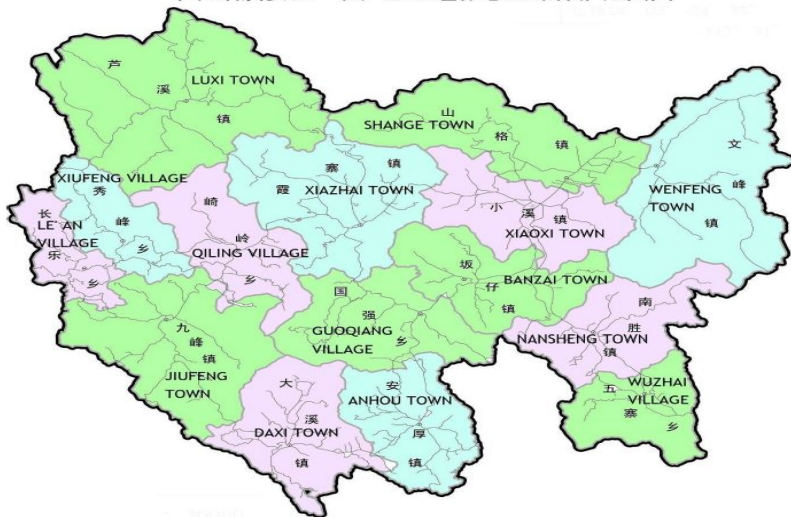 芦溪镇
LUXI TOWN
山格镇
SHANGE TOWN
文峰镇
WENFENG
TOWN
XIUFENG VILLAGE
秀峰乡
霞寨镇
XIAZHAI TOWN
崎岭乡
QILING VILLAGE
小溪镇
XIAOXI TOWN
长乐乡
LE AN
VILLAGE
坂仔镇
BANZAI TOWN
国强乡
GUOQIANG
VILLAGE
南胜镇
NANSHENG TOWN
九峰镇
JIUFENG
TOWN
大溪镇
DAXI TOWN
安厚镇
ANHOU TOWN
五寨乡
WUZHAI
VILLAGE